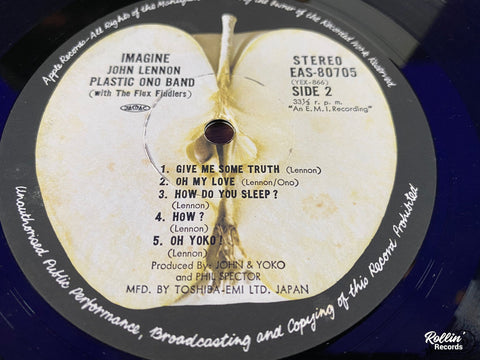 Apple Records - All Rights of the Manufacturer and of the Owner of the Recorded Work Reserved
IMAGINE
JOHN LENNON
PLASTIC ONO BAND
(with The Flux Fiddlers)
STEREO
EAS-80705
(YEX-866)
SIDE 2
33⅓ r. p. m.
"An E. M. I. Recording"
JASRAC
1. GIVE ME SOME TRUTH (Lennon)
2. OH MY LOVE (Lennon/Ono)
3. HOW DO YOU SLEEP?
(Lennon)
4. HOW?
(Lennon)
5. OH YOKO!
(Lennon)
Produced By: JOHN & YOKO
and PHIL SPECTOR
MFD. BY TOSHIBA-EMI LTD. JAPAN
Unauthorised Public Performance, Broadcasting and Copying of this Record Prohibited
Rollin'
Records